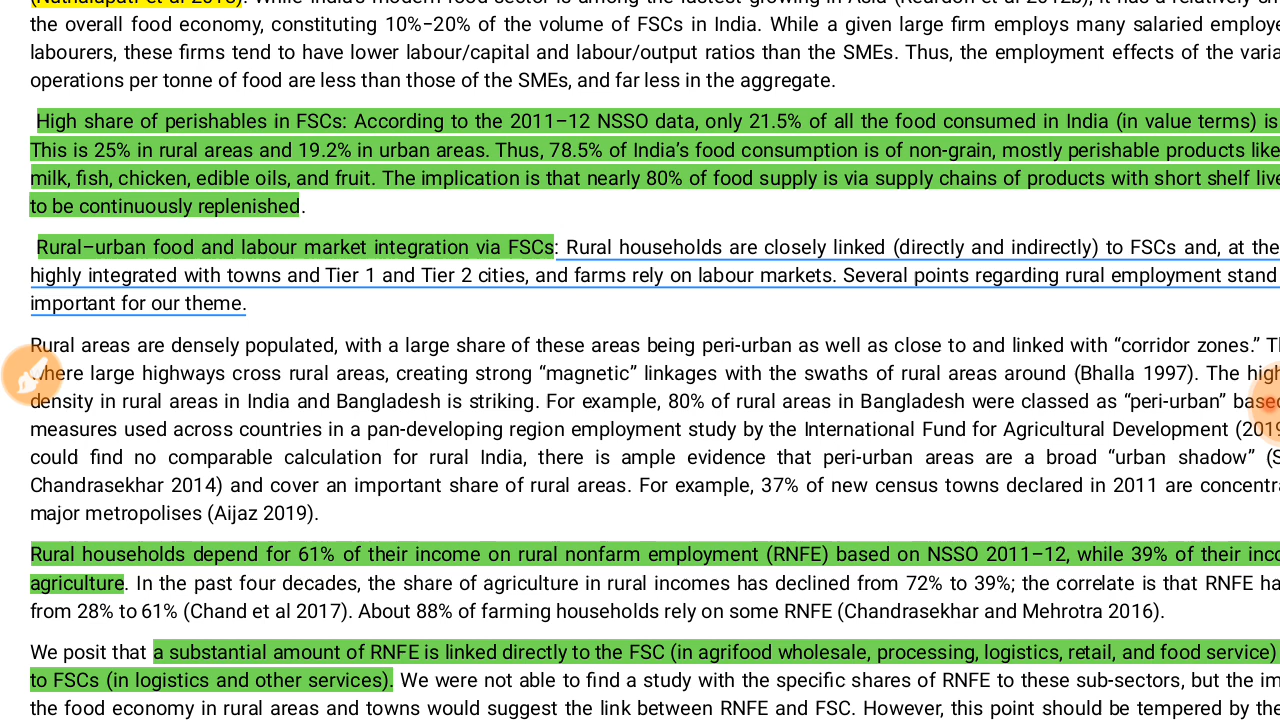 (Nuthalapati et al 2018). While India's modern food sector is among the fastest growing in Asia (Reardon et al 2012b), it has a relatively
the overall food economy, constituting 10%–20% of the volume of FSCs in India. While a given large firm employs many salaried
labourers, these firms tend to have lower labour/capital and labour/output ratios than the SMEs. Thus, the employment effects of the
operations per tonne of food are less than those of the SMEs, and far less in the aggregate.
High share of perishables in FSCs: According to the 2011–12 NSSO data, only 21.5% of all the food consumed in India (in value terms) is
This is 25% in rural areas and 19.2% in urban areas. Thus, 78.5% of India's food consumption is of non-grain, mostly perishable products like
milk, fish, chicken, edible oils, and fruit. The implication is that nearly 80% of food supply is via supply chains of products with short shelf
to be continuously replenished.
Rural–urban food and labour market integration via FSCs: Rural households are closely linked (directly and indirectly) to FSCs and, at the
highly integrated with towns and Tier 1 and Tier 2 cities, and farms rely on labour markets. Several points regarding rural employment stand
important for our theme.
Rural areas are densely populated, with a large share of these areas being peri-urban as well as close to and linked with “corridor zones.”
where large highways cross rural areas, creating strong “magnetic” linkages with the swaths of rural areas around (Bhalla 1997). The
density in rural areas in India and Bangladesh is striking. For example, 80% of rural areas in Bangladesh were classed as “peri-urban” based
measures used across countries in a pan-developing region employment study by the International Fund for Agricultural Development (2019
could find no comparable calculation for rural India, there is ample evidence that peri-urban areas are a broad “urban shadow”
Chandrasekhar 2014) and cover an important share of rural areas. For example, 37% of new census towns declared in 2011 are
major metropolises (Aijaz 2019).
Rural households depend for 61% of their income on rural nonfarm employment (RNFE) based on NSSO 2011–12, while 39% of their
agriculture. In the past four decades, the share of agriculture in rural incomes has declined from 72% to 39%; the correlate is that RNFE
from 28% to 61% (Chand et al 2017). About 88% of farming households rely on some RNFE (Chandrasekhar and Mehrotra 2016).
We posit that a substantial amount of RNFE is linked directly to the FSC (in agrifood wholesale, processing, logistics, retail, and food service)
to FSCs (in logistics and other services). We were not able to find a study with the specific shares of RNFE to these sub-sectors, but the
the food economy in rural areas and towns would suggest the link between RNFE and FSC. However, this point should be tempered by the